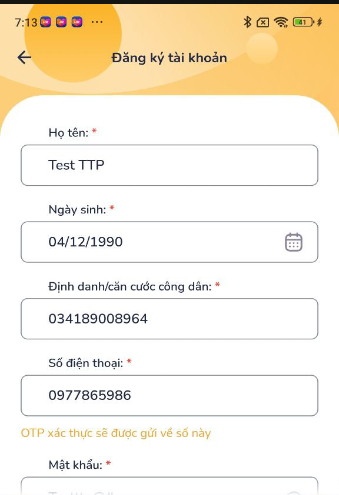 7:13
41
Đăng ký tài khoản
Họ tên: *
Test TTP
Ngày sinh: *
04/12/1990
Định danh/căn cước công dân: *
034189008964
Số điện thoại: *
0977865986
OTP xác thực sẽ được gửi về số này
Mật khẩu: *